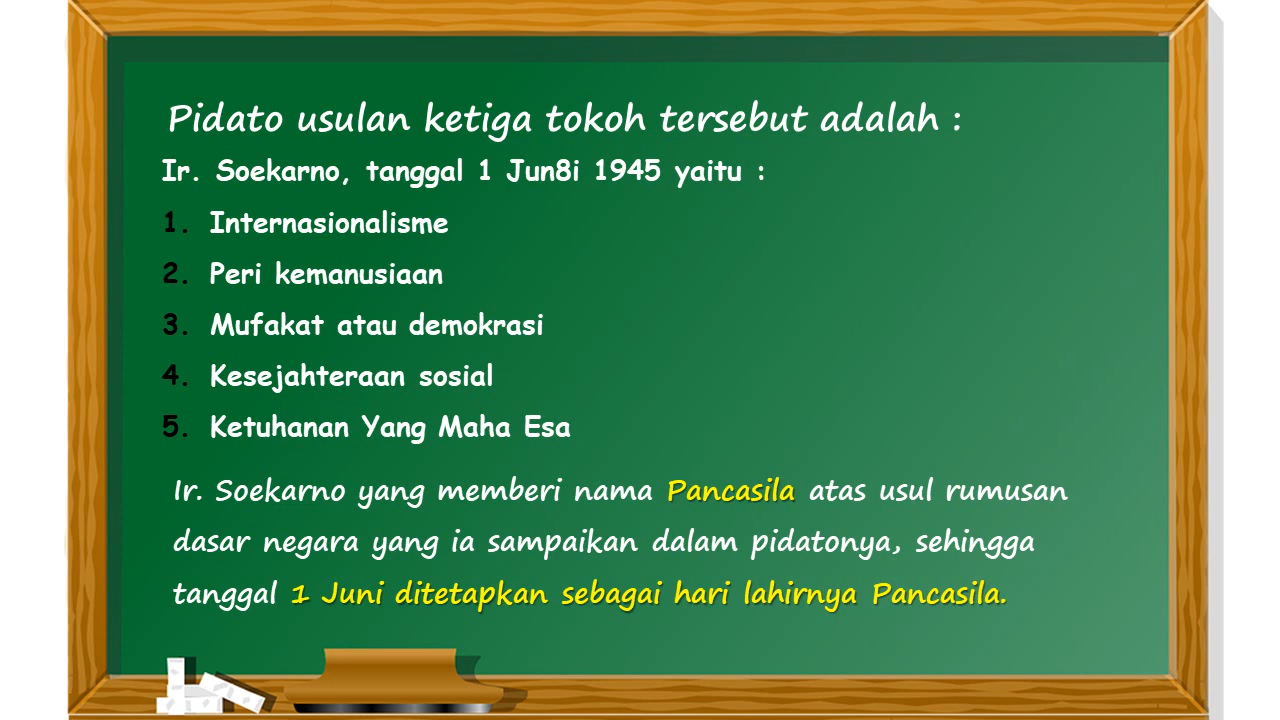 Pidato usulan ketiga tokoh tersebut adalah :
Ir. Soekarno, tanggal 1 Jun8i 1945 yaitu :
1. Internasionalisme
2. Peri kemanusiaan
3. Mufakat atau demokrasi
4. Kesejahteraan sosial
5. Ketuhanan Yang Maha Esa
Ir. Soekarno yang memberi nama Pancasila atas usul rumusan
dasar negara yang ia sampaikan dalam pidatonya, sehingga
tanggal 1 Juni ditetapkan sebagai hari lahirnya Pancasila.